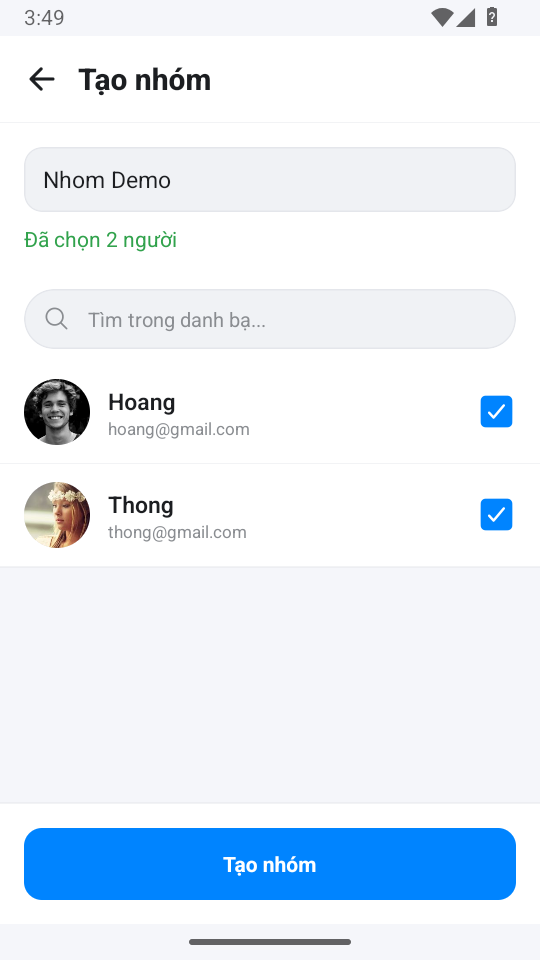 3:49
Tạo nhóm
Nhom Demo
Đã chọn 2 người
Tìm trong danh bạ...
Hoang
hoang@gmail.com
Thong
thong@gmail.com
Tạo nhóm